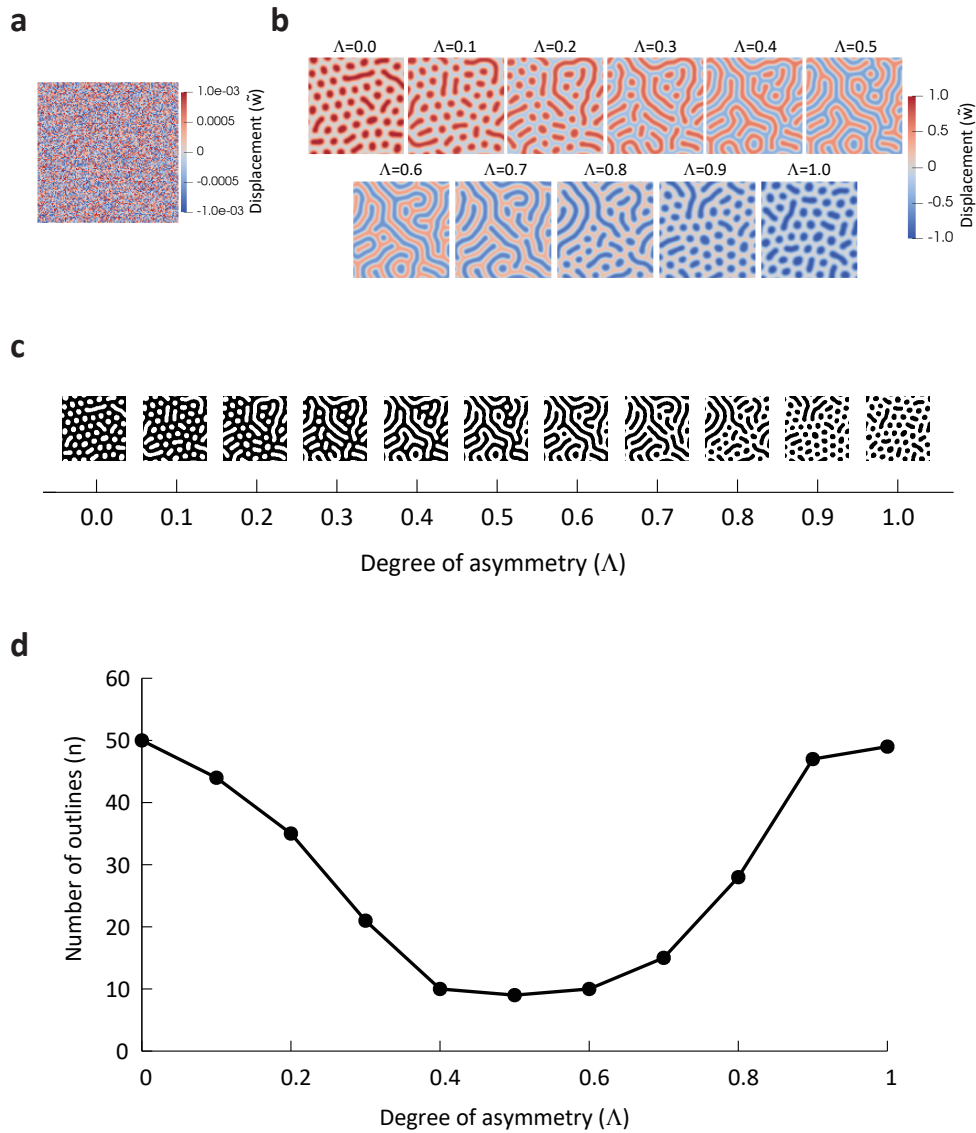 a
1.0e-03
0.0005
0
-0.0005
-1.0e-03
Displacement (w̃)
b
Λ=0.0 Λ=0.1 Λ=0.2 Λ=0.3 Λ=0.4 Λ=0.5
Λ=0.6 Λ=0.7 Λ=0.8 Λ=0.9 Λ=1.0
1.0
0.5
0
-0.5
-1.0
Displacement (w̃)
c
0.0 0.1 0.2 0.3 0.4 0.5 0.6 0.7 0.8 0.9 1.0
Degree of asymmetry (Λ)
d
60
50
40
30
20
10
0
Number of outlines (n)
0 0.2 0.4 0.6 0.8 1
Degree of asymmetry (Λ)